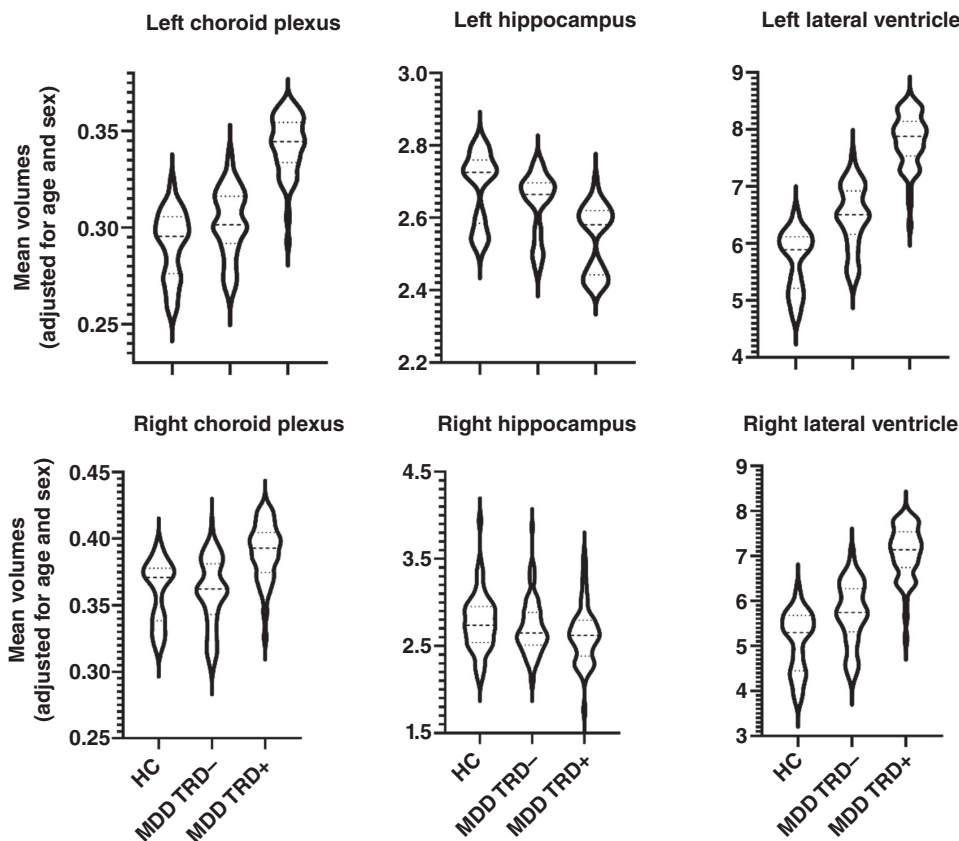 Left choroid plexus
Left hippocampus
Left lateral ventricle
Mean volumes
(adjusted for age and sex)
0.35
0.30
0.25
3.0
2.8
2.6
2.4
2.2
9
8
7
6
5
4
Right choroid plexus
Right hippocampus
Right lateral ventricle
Mean volumes
(adjusted for age and sex)
0.45
0.40
0.35
0.30
0.25
4.5
3.5
2.5
1.5
9
8
7
6
5
4
3
HC
MDD TRD–
MDD TRD+
HC
MDD TRD–
MDD TRD+
HC
MDD TRD–
MDD TRD+